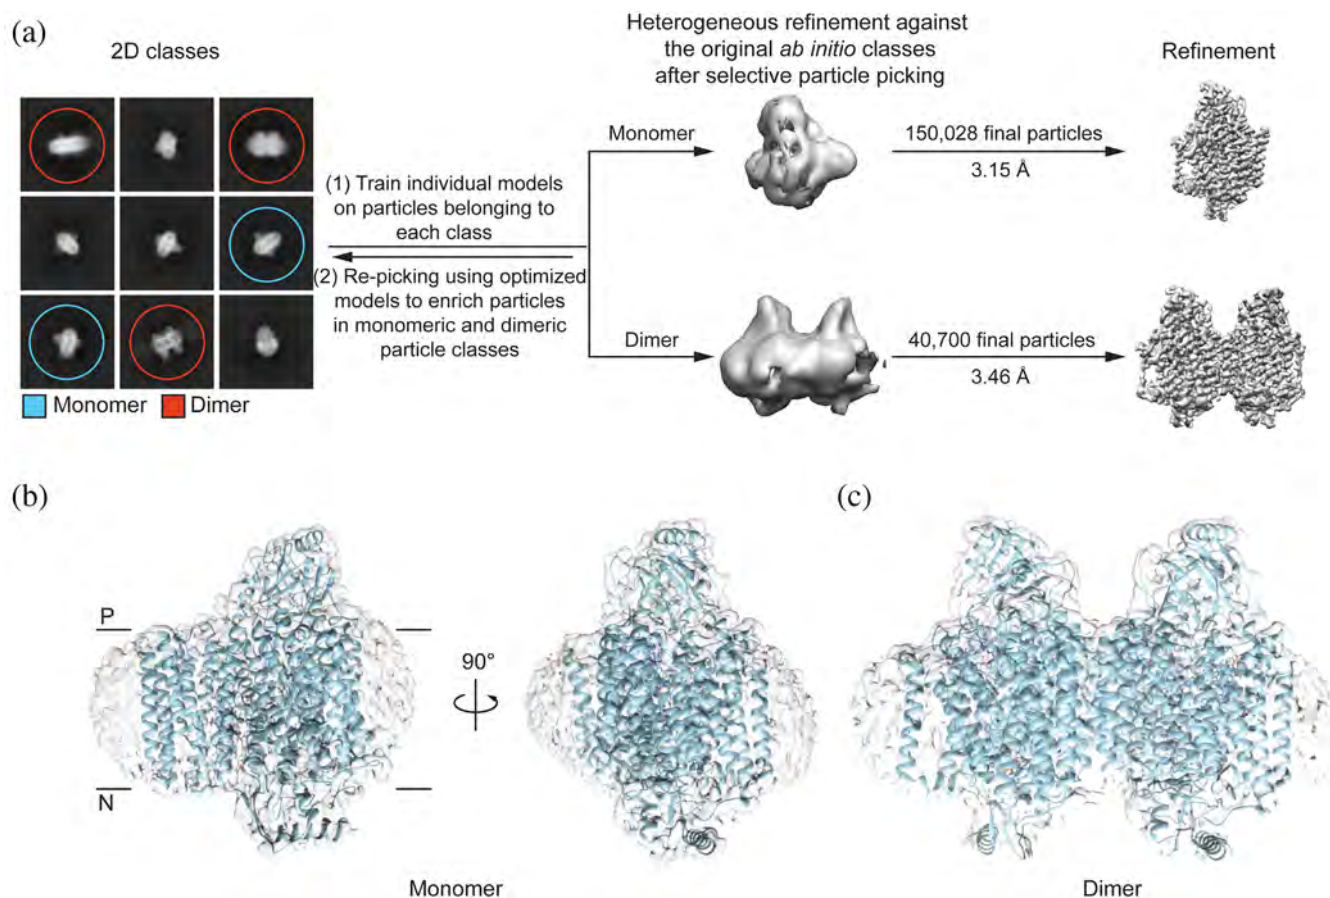 (a)
2D classes
Heterogeneous refinement against
the original ab initio classes
after selective particle picking
Refinement
(1) Train individual models
on particles belonging to
each class
(2) Re-picking using optimized
models to enrich particles
in monomeric and dimeric
particle classes
Monomer
150,028 final particles
3.15 Å
Dimer
40,700 final particles
3.46 Å
Monomer
Dimer
(b)
(c)
P
N
90°
Monomer
Dimer